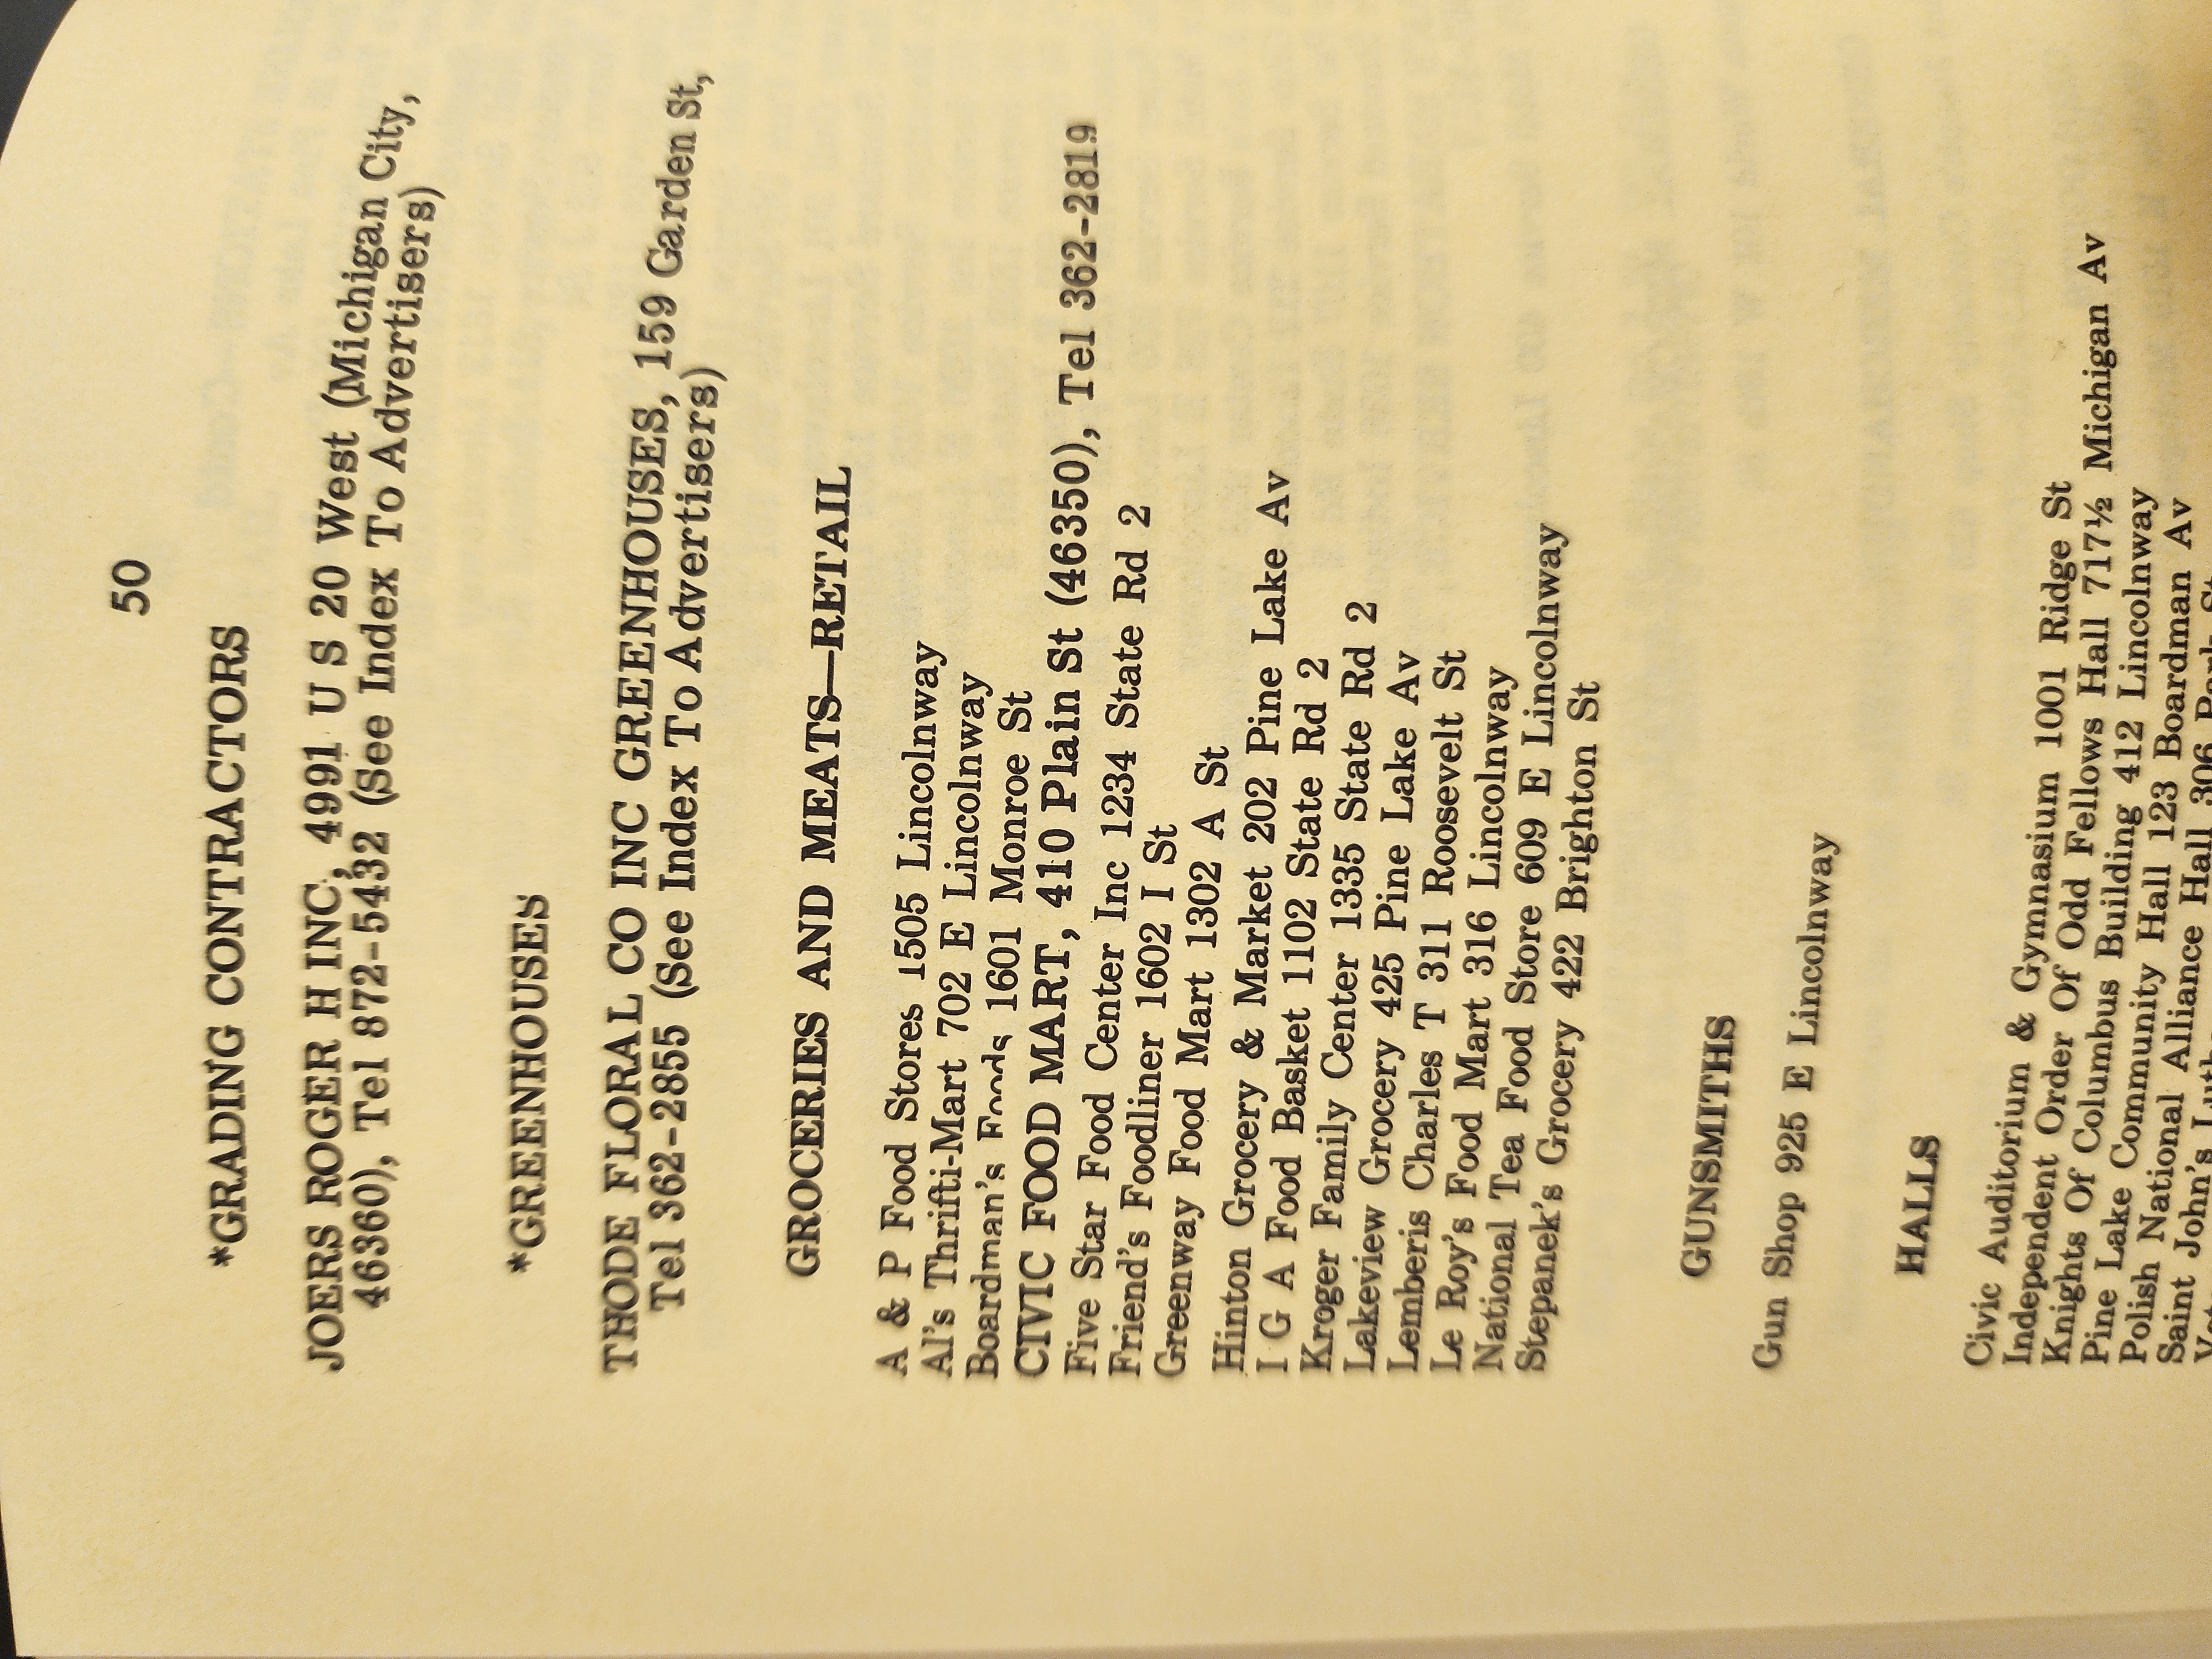 50
*GRADING CONTRACTORS
JOERS ROGER H INC, 4991 U S 20 West (Michigan City,
46360), Tel 872-5432 (See Index To Advertisers)
*GREENHOUSES
THODE FLORAL CO INC GREENHOUSES, 159 Garden St,
Tel 362-2855 (See Index To Advertisers)
GROCERIES AND MEATS—RETAIL
A & P Food Stores 1505 Lincolnway
Al's Thrifti-Mart 702 E Lincolnway
Boardman's Foods 1601 Monroe St
CIVIC FOOD MART, 410 Plain St (46350), Tel 362-2819
Five Star Food Center Inc 1234 State Rd 2
Friend's Foodliner 1602 I St
Greenway Food Mart 1302 A St
Hinton Grocery & Market 202 Pine Lake Av
I G A Food Basket 1102 State Rd 2
Kroger Family Center 1335 State Rd 2
Lakeview Grocery 425 Pine Lake Av
Lemberis Charles T 311 Roosevelt St
Le Roy's Food Mart 316 Lincolnway
National Tea Food Store 609 E Lincolnway
Stepanek's Grocery 422 Brighton St
GUNSMITHS
Gun Shop 925 E Lincolnway
HALLS
Civic Auditorium & Gymnasium 1001 Ridge St
Independent Order Of Odd Fellows Hall 717½ Michigan Av
Knights Of Columbus Building 412 Lincolnway
Pine Lake Community Hall 123 Boardman Av
Polish National Alliance Hall 306 Park St
Saint John's